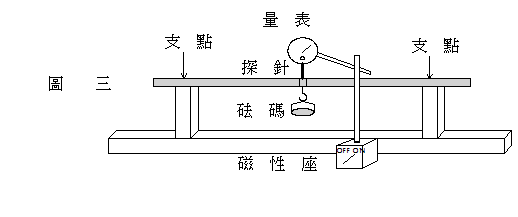 量 表
支 點
支 點
探 針
圖 三
砝 碼
OFF ON
磁 性 座